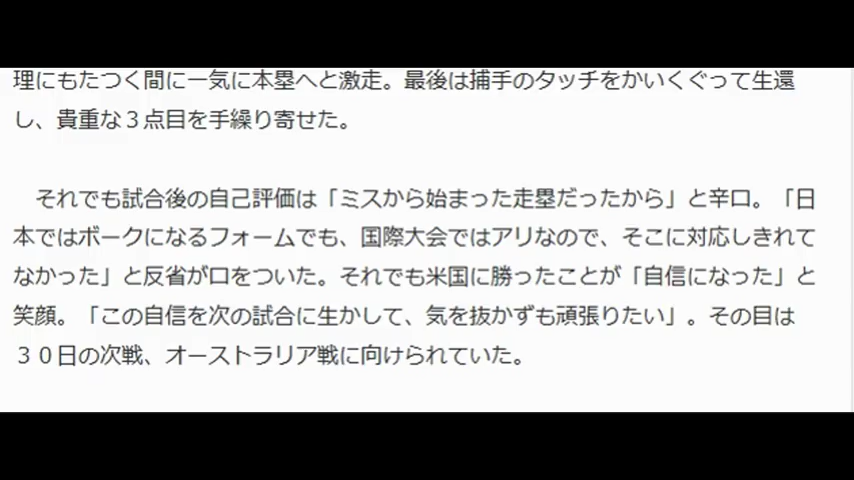 理にもたつく間に一気に本塁へと激走。最後は捕手のタッチをかいくぐって生還
し、貴重な３点目を手繰り寄せた。
それでも試合後の自己評価は「ミスから始まった走塁だったから」と辛口。「日
本ではボークになるフォームでも、国際大会ではアリなので、そこに対応しきれて
なかった」と反省が口をついた。それでも米国に勝ったことが「自信になった」と
笑顔。「この自信を次の試合に生かして、気を抜かずも頑張りたい」。その目は
３０日の次戦、オーストラリア戦に向けられていた。